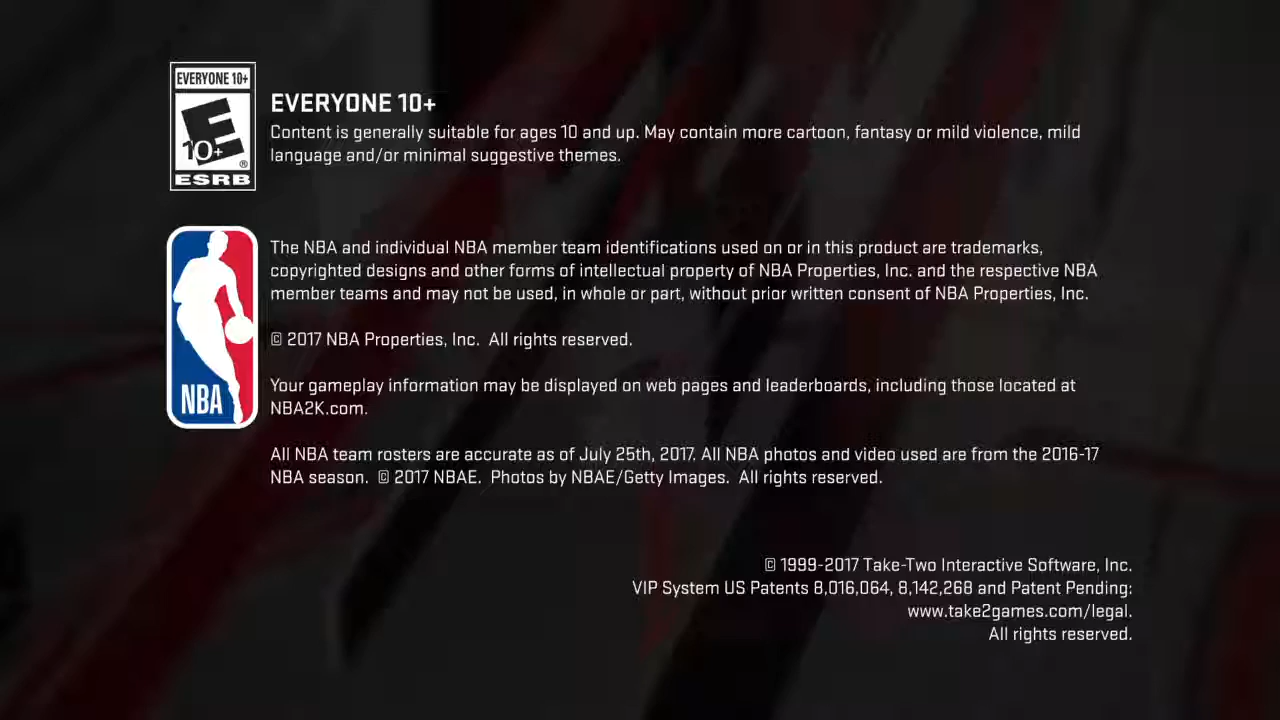 EVERYONE 10+
E
10+
®
ESRB
EVERYONE 10+
Content is generally suitable for ages 10 and up. May contain more cartoon, fantasy or mild violence, mild
language and/or minimal suggestive themes.
NBA
The NBA and individual NBA member team identifications used on or in this product are trademarks,
copyrighted designs and other forms of intellectual property of NBA Properties, Inc. and the respective NBA
member teams and may not be used, in whole or part, without prior written consent of NBA Properties, Inc.
© 2017 NBA Properties, Inc.  All rights reserved.
Your gameplay information may be displayed on web pages and leaderboards, including those located at
NBA2K.com.
All NBA team rosters are accurate as of July 25th, 2017. All NBA photos and video used are from the 2016-17
NBA season.  © 2017 NBAE.  Photos by NBAE/Getty Images.  All rights reserved.
© 1999-2017 Take-Two Interactive Software, Inc.
VIP System US Patents 8,016,064, 8,142,268 and Patent Pending:
www.take2games.com/legal.
All rights reserved.